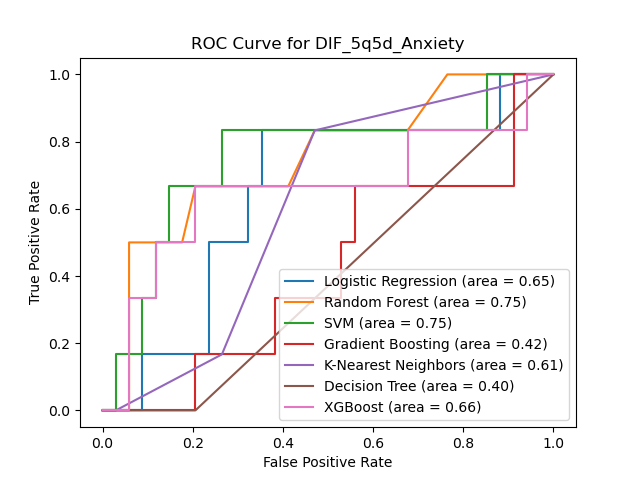 ROC Curve for DIF_5q5d_Anxiety
1.0
0.8
0.6
0.4
0.2
0.0
True Positive Rate
Logistic Regression (area = 0.65)
Random Forest (area = 0.75)
SVM (area = 0.75)
Gradient Boosting (area = 0.42)
K-Nearest Neighbors (area = 0.61)
Decision Tree (area = 0.40)
XGBoost (area = 0.66)
0.0 0.2 0.4 0.6 0.8 1.0
False Positive Rate